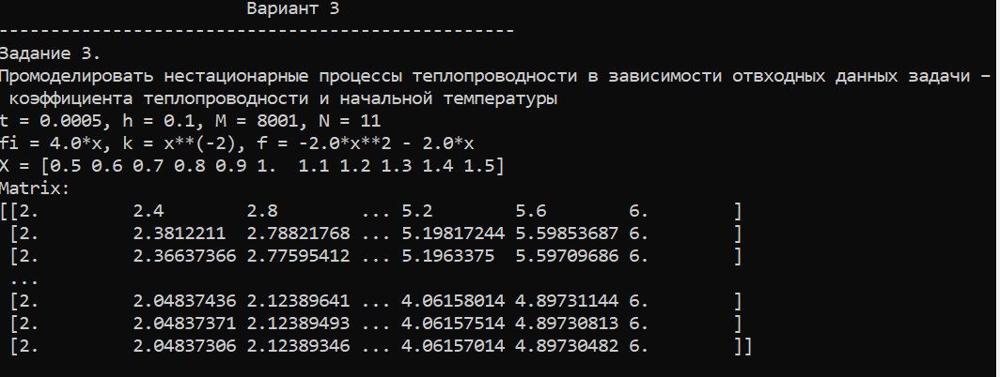 Вариант 3
--------------------------------------------------
Задание 3.
Промоделировать нестационарные процессы теплопроводности в зависимости отвходных данных задачи –
коэффициента теплопроводности и начальной температуры
t = 0.0005, h = 0.1, M = 8001, N = 11
fi = 4.0*x, k = x**(-2), f = -2.0*x**2 - 2.0*x
X = [0.5 0.6 0.7 0.8 0.9 1.  1.1 1.2 1.3 1.4 1.5]
Matrix:
[[2.         2.4        2.8        ... 5.2        5.6        6.        ]
 [2.         2.3812211  2.78821768 ... 5.19817244 5.59853687 6.        ]
 [2.         2.36637366 2.77595412 ... 5.1963375  5.59709686 6.        ]
 ...
 [2.         2.04837436 2.12389641 ... 4.06158014 4.89731144 6.        ]
 [2.         2.04837371 2.12389493 ... 4.06157514 4.89730813 6.        ]
 [2.         2.04837306 2.12389346 ... 4.06157014 4.89730482 6.        ]]